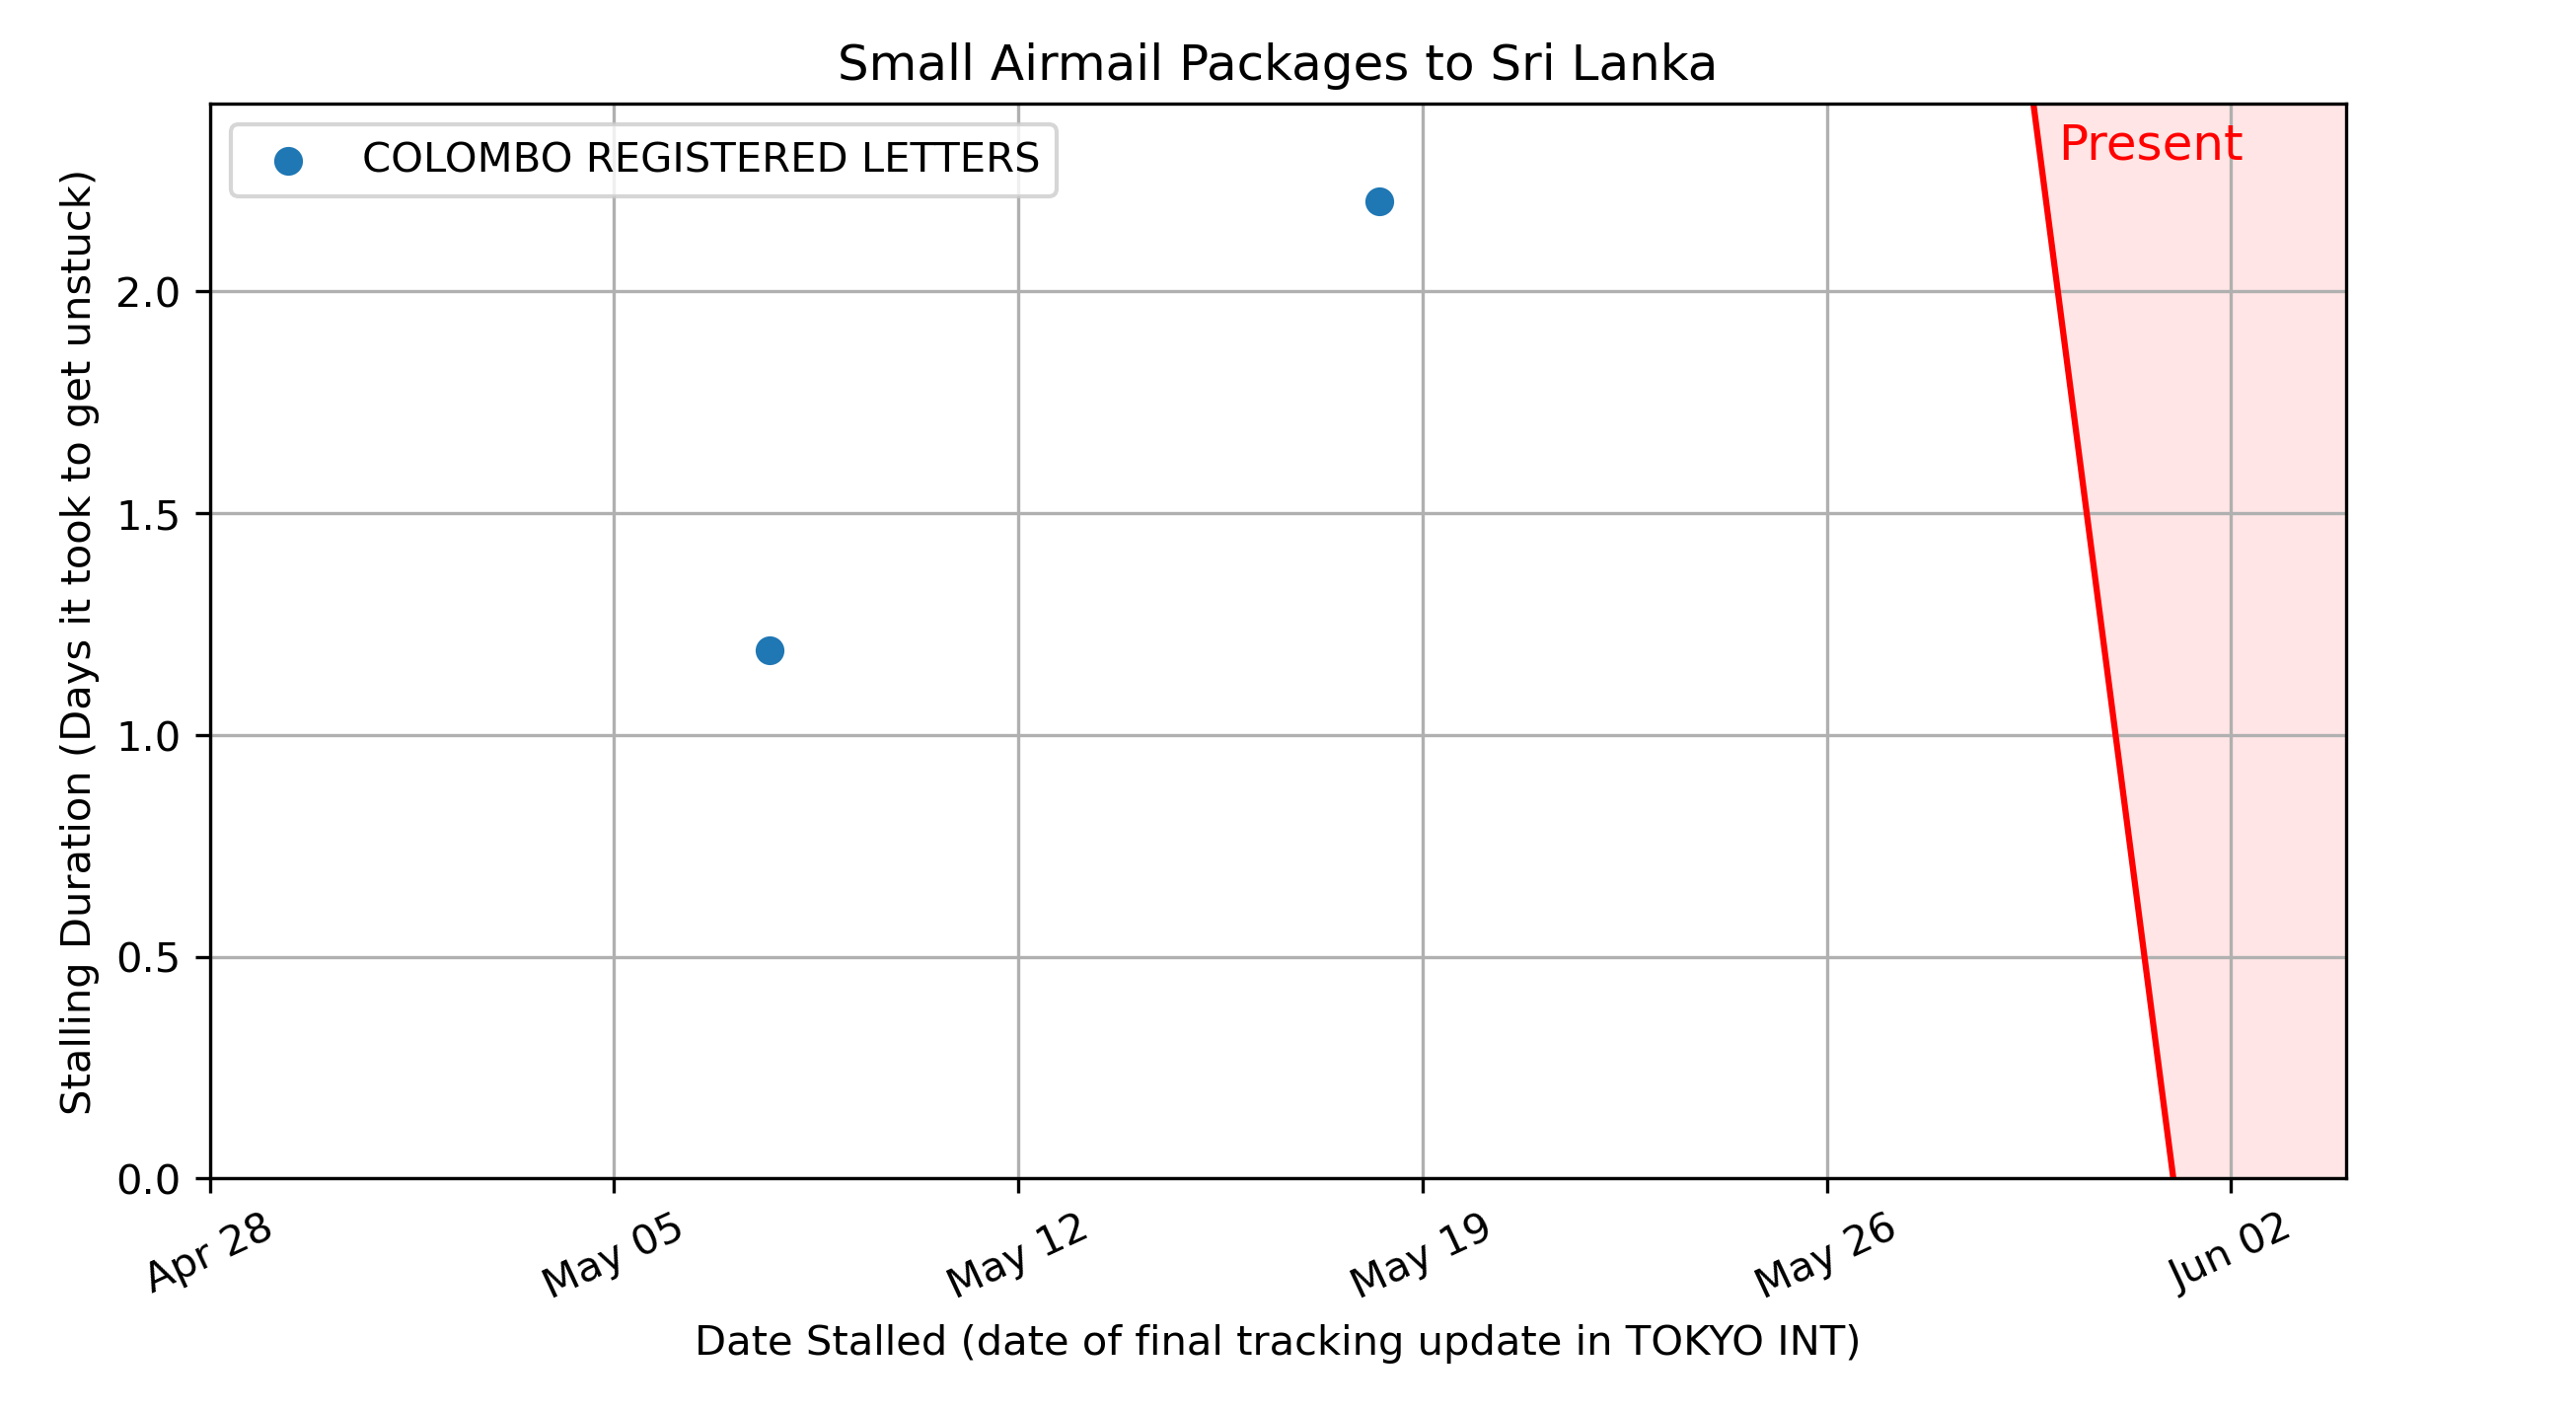 Small Airmail Packages to Sri Lanka
COLOMBO REGISTERED LETTERS
Present
Stalling Duration (Days it took to get unstuck)
2.0
1.5
1.0
0.5
0.0
Apr 28
May 05
May 12
May 19
May 26
Jun 02
Date Stalled (date of final tracking update in TOKYO INT)